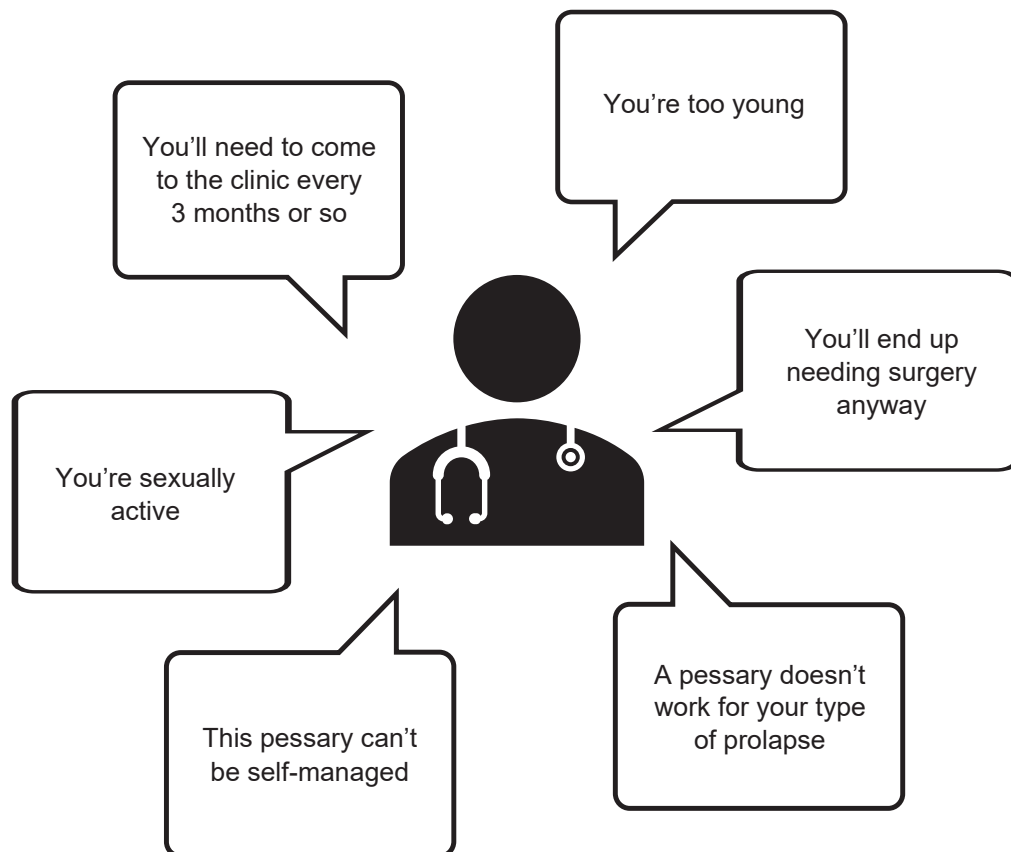 You’re too young
You’ll need to come
to the clinic every
3 months or so
You’ll end up
needing surgery
anyway
You’re sexually
active
A pessary doesn’t
work for your type
of prolapse
This pessary can’t
be self-managed